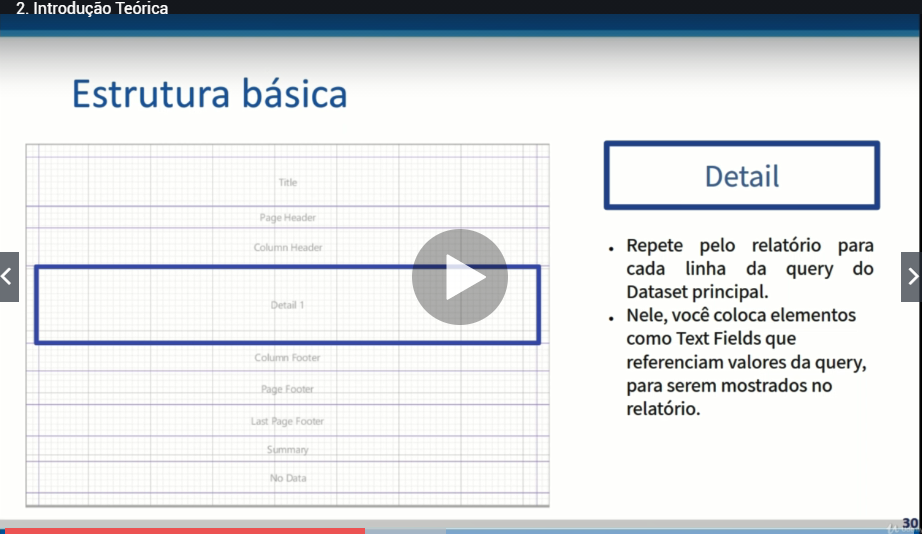 2. Introdução Teórica
Estrutura básica
Title
Page Header
Column Header
Detail 1
Column Footer
Page Footer
Last Page Footer
Summary
No Data
Detail
• Repete pelo relatório para
cada linha da query do
Dataset principal.
• Nele, você coloca elementos
como Text Fields que
referenciam valores da query,
para serem mostrados no
relatório.
30